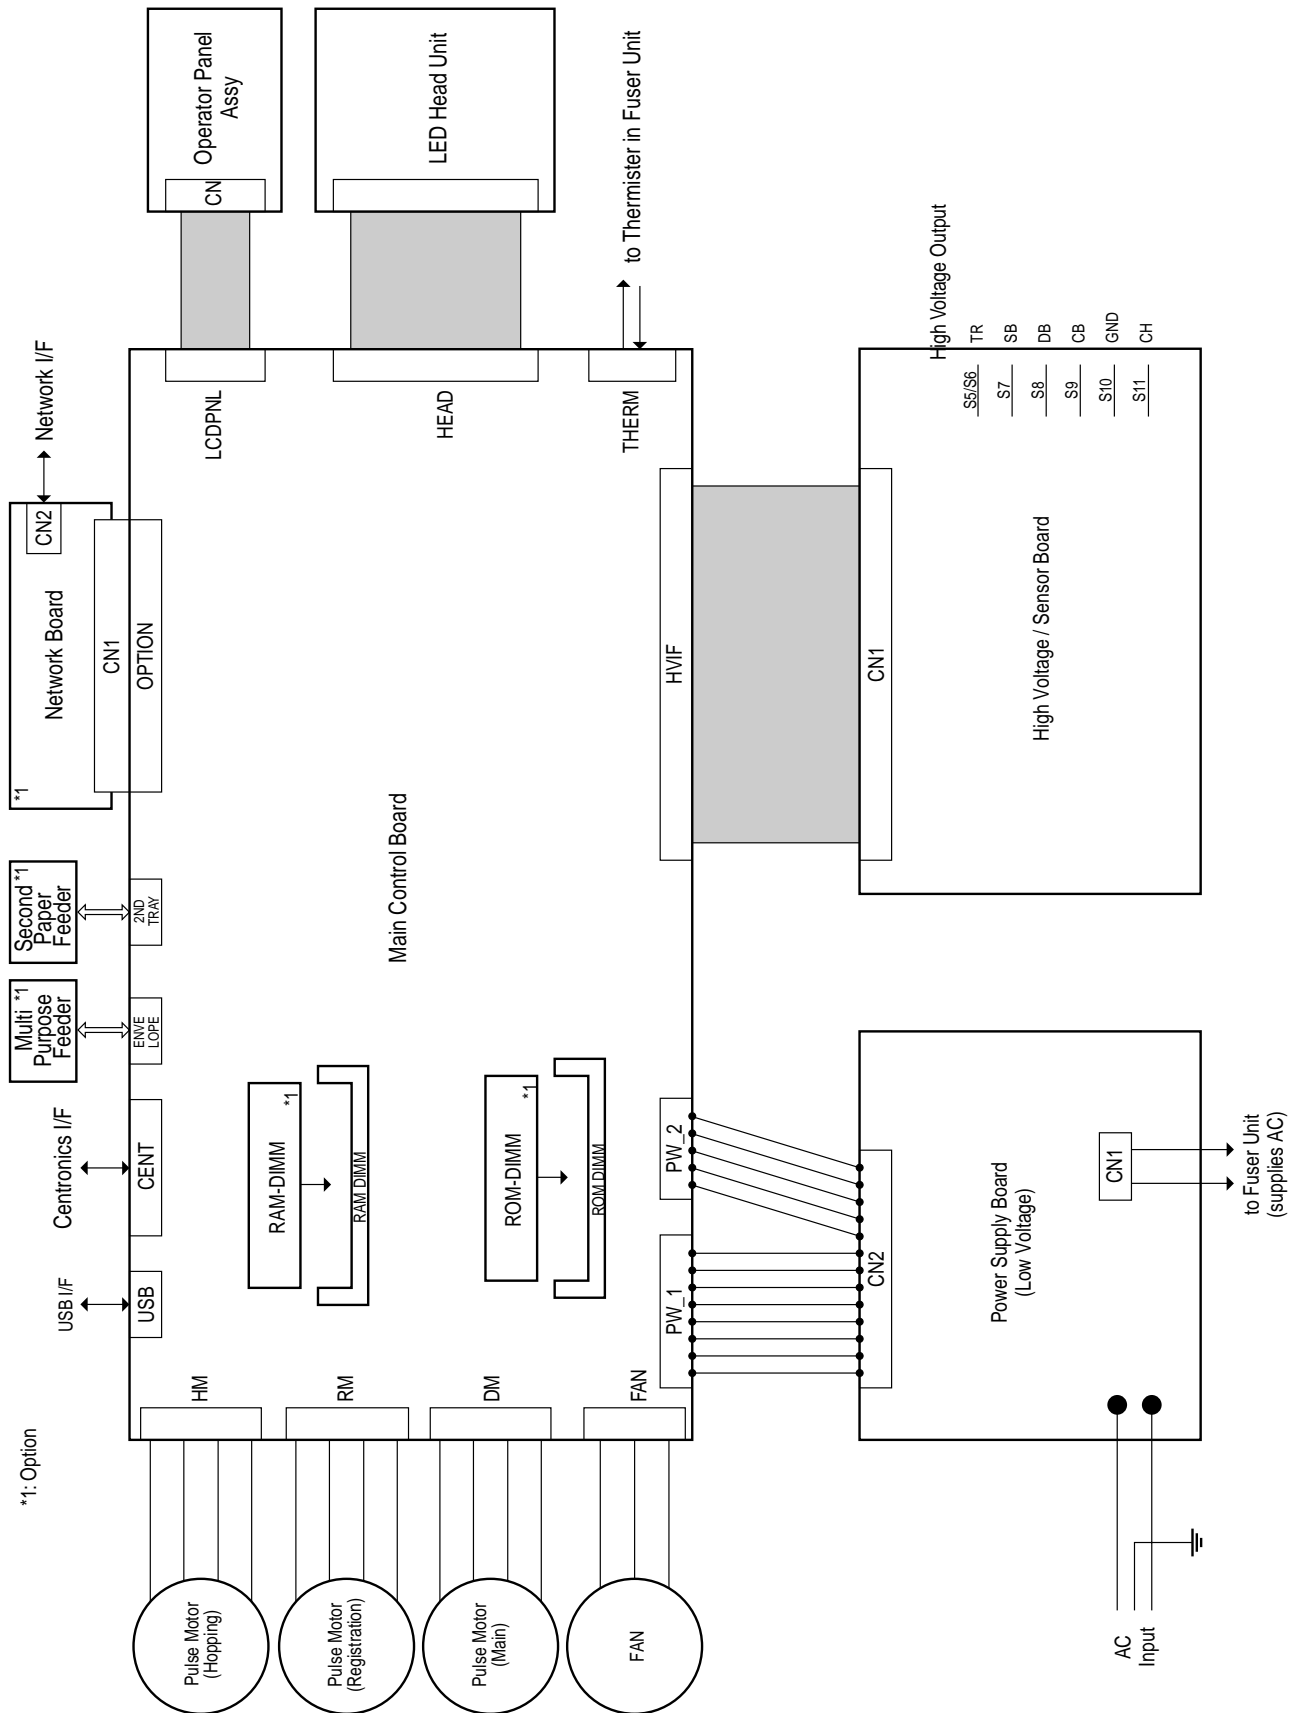 *1: Option
Pulse Motor
(Hopping)
Pulse Motor
(Registration)
Pulse Motor
(Main)
FAN
HM
RM
DM
FAN
USB I/F
USB
Centronics I/F
CENT
Multi *1
Purpose
Feeder
ENVE
LOPE
Second *1
Paper
Feeder
2ND
TRAY
*1
Network Board
CN2
Network I/F
CN1
OPTION
RAM-DIMM
*1
RAM DIMM
ROM-DIMM
*1
ROM DIMM
Main Control Board
LCDPNL
HEAD
THERM
CN
Operator Panel
Assy
LED Head Unit
to Thermister in Fuser Unit
PW_1
PW_2
HVIF
CN2
Power Supply Board
(Low Voltage)
CN1
to Fuser Unit
(supplies AC)
AC
Input
CN1
High Voltage / Sensor Board
High Voltage Output
S5/S6 TR
S7 SB
S8 DB
S9 CB
S10 GND
S11 CH